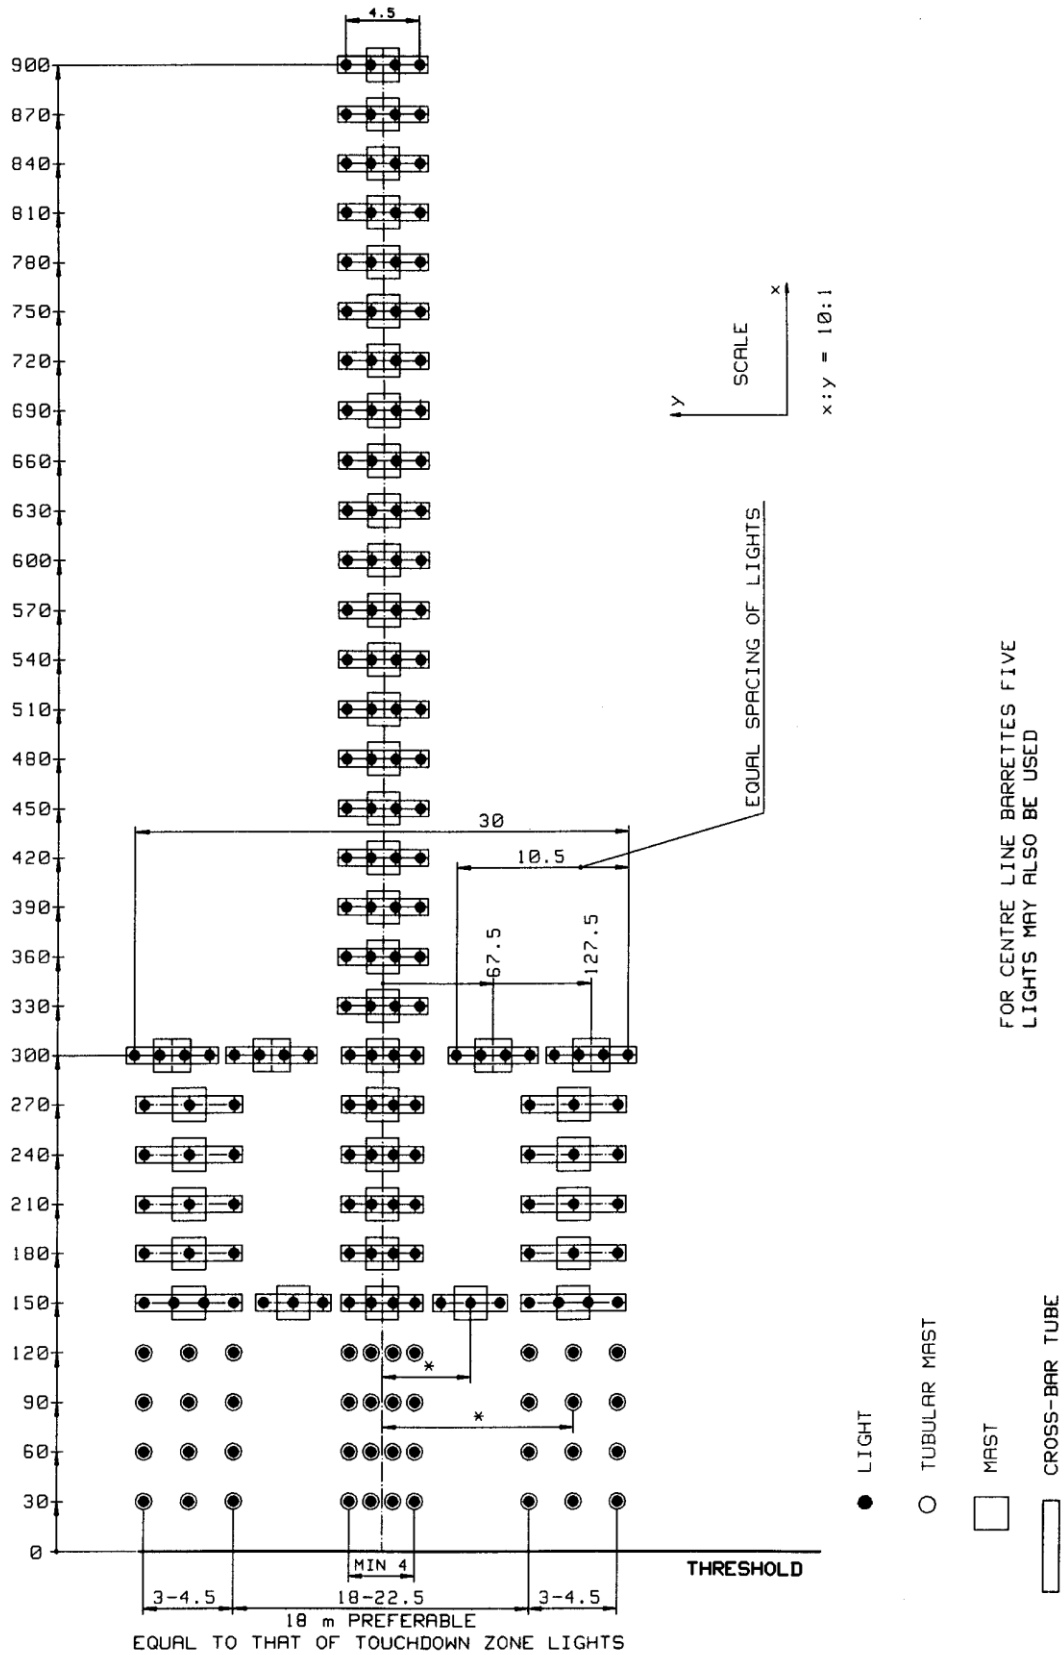 4.5
900
870
840
810
780
750
720
690
660
630
600
570
540
510
480
450
420
390
360
330
300
270
240
210
180
150
120
90
60
30
0
30
10.5
67.5
127.5
*
*
MIN 4
THRESHOLD
3-4.5
18-22.5
3-4.5
18 m PREFERABLE
EQUAL TO THAT OF TOUCHDOWN ZONE LIGHTS
EQUAL SPACING OF LIGHTS
y
x
SCALE
x:y = 10:1
FOR CENTRE LINE BARRETTES FIVE
LIGHTS MAY ALSO BE USED
LIGHT
TUBULAR MAST
MAST
CROSS-BAR TUBE